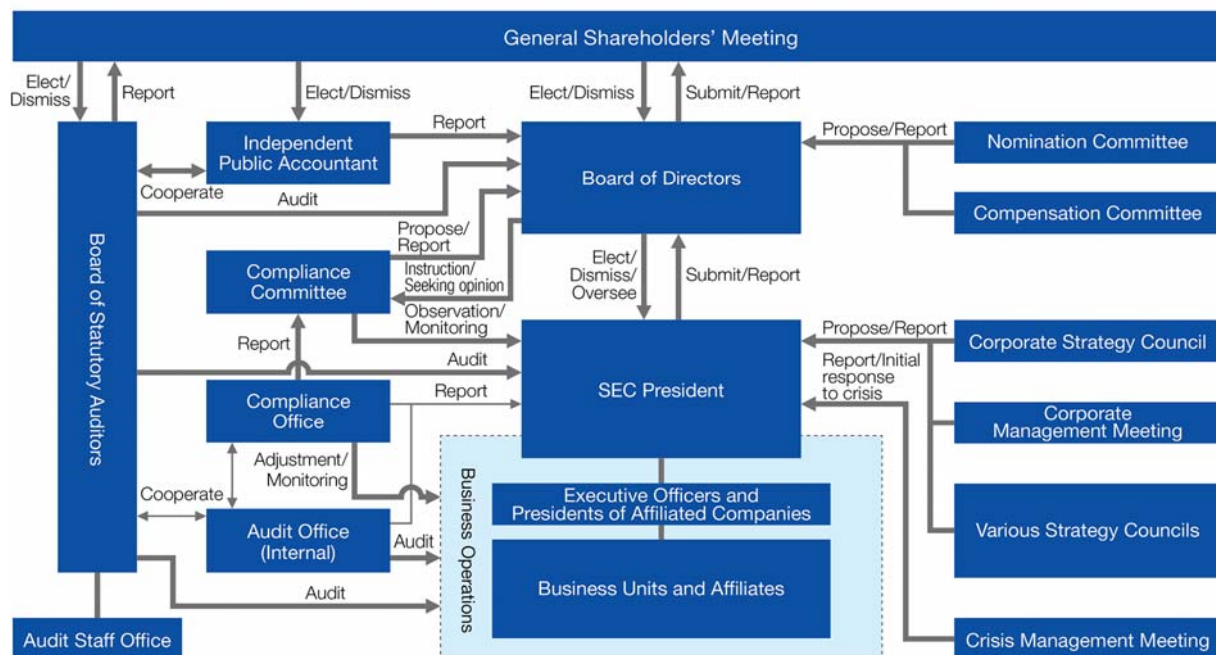 General Shareholders' Meeting
Elect/
Dismiss
Report
Elect/Dismiss
Elect/Dismiss
Submit/Report
Independent
Public Accountant
Report
Board of Directors
Propose/Report
Nomination Committee
Compensation Committee
Cooperate
Audit
Board of Statutory Auditors
Propose/
Report
Compliance
Committee
Instruction/
Seeking opinion
Observation/
Monitoring
Elect/
Dismiss/
Oversee
Submit/Report
Report
Audit
SEC President
Propose/Report
Corporate Strategy Council
Report/Initial
response
to crisis
Compliance
Office
Report
Corporate
Management Meeting
Adjustment/
Monitoring
Cooperate
Audit Office
(Internal)
Audit
Business Operations
Executive Officers and
Presidents of Affiliated Companies
Various Strategy Councils
Business Units and Affiliates
Audit
Audit Staff Office
Crisis Management Meeting